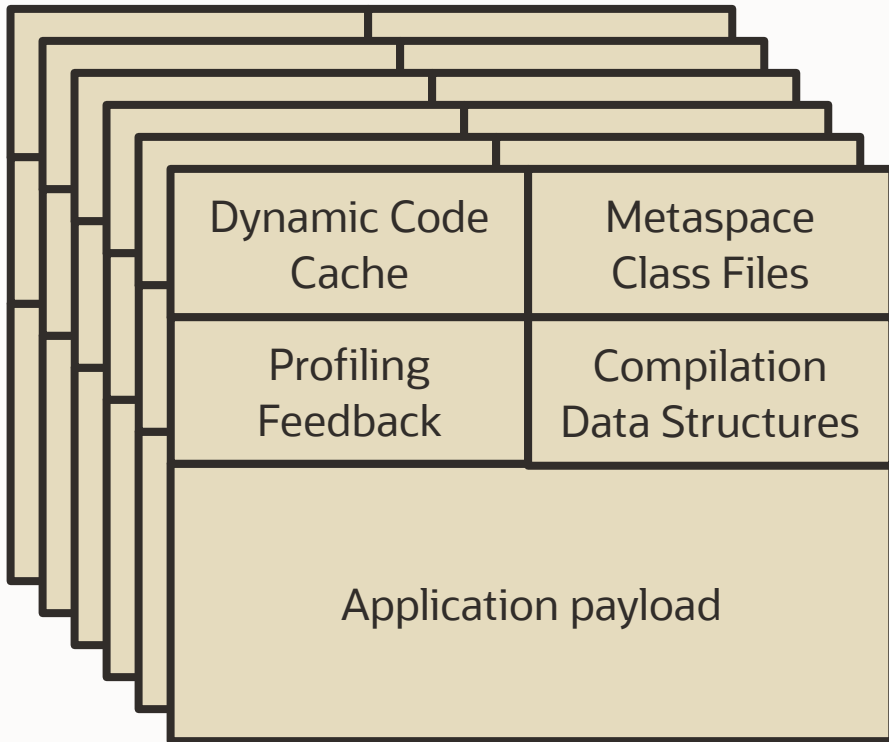 Dynamic Code
Cache
Metaspace
Class Files
Profiling
Feedback
Compilation
Data Structures
Application payload